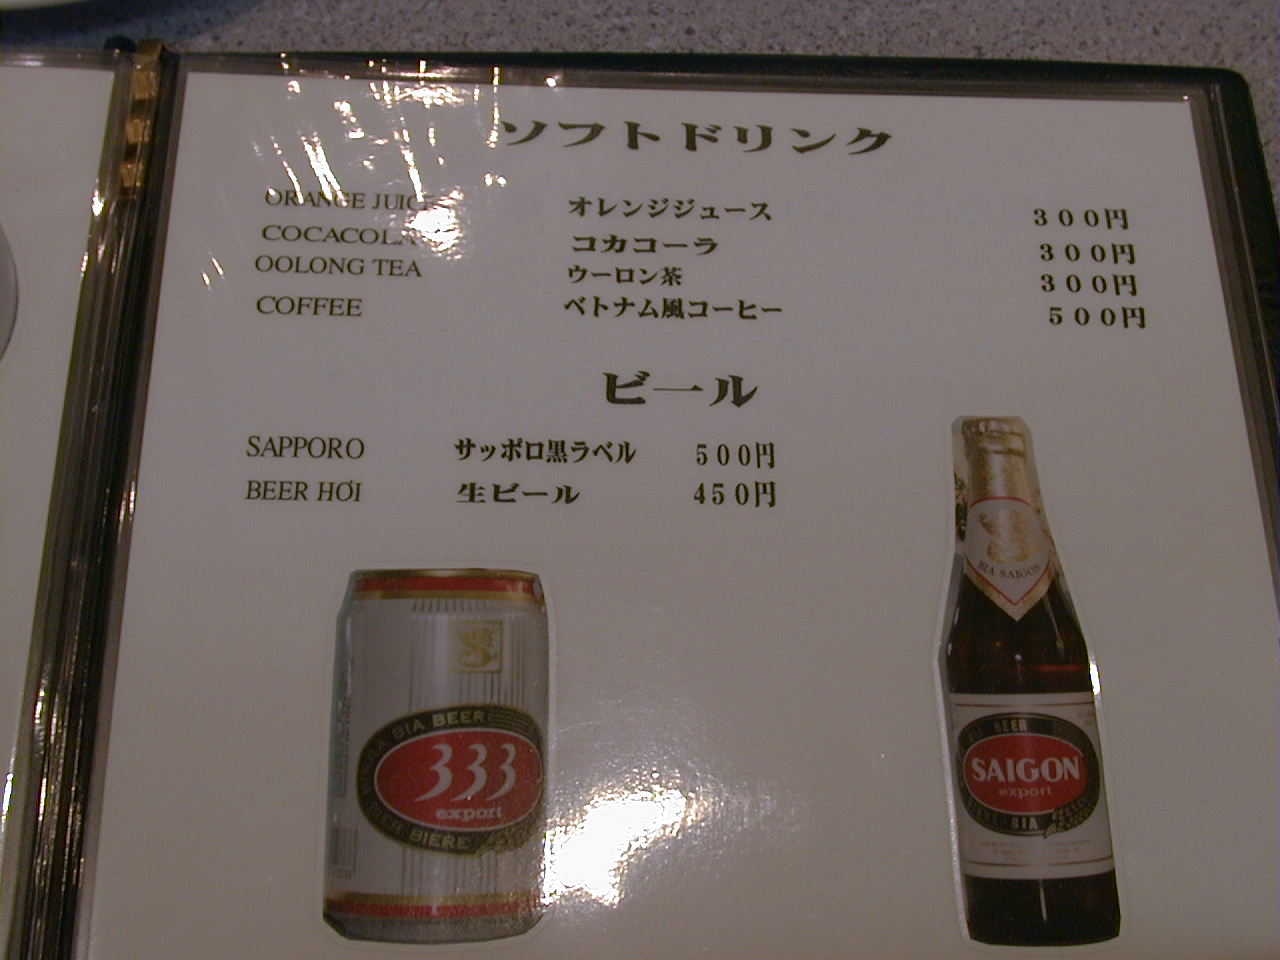 ソフトドリンク
ORANGE JUICE オレンジジュース 300円
COCACOLA コカコーラ 300円
OOLONG TEA ウーロン茶 300円
COFFEE ベトナム風コーヒー 500円
ビール
SAPPORO サッポロ黒ラベル 500円
BEER HƠI 生ビール 450円
BIA SAIGON
BIA BEER
333
export
BIERE
BEER
SAIGON
export
BIA